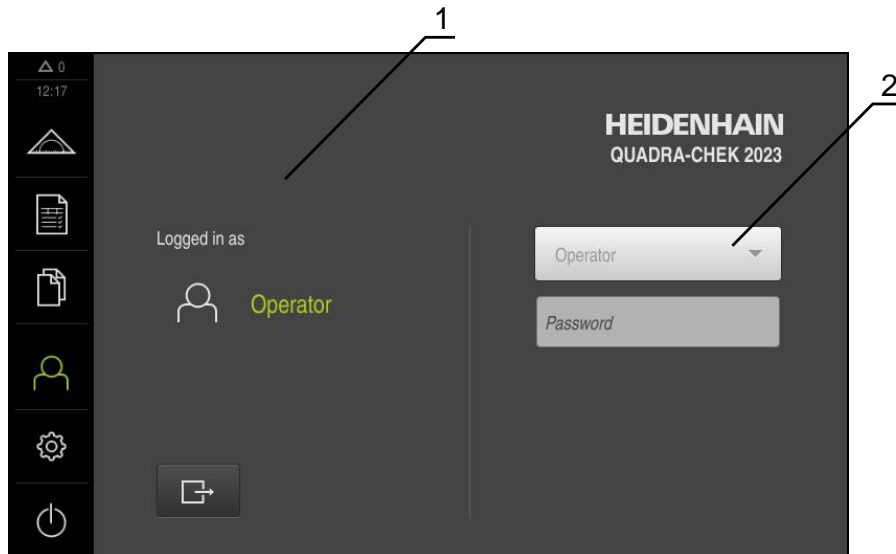 1
2
0
12:17
HEIDENHAIN
QUADRA-CHEK 2023
Logged in as
Operator
Operator
Password